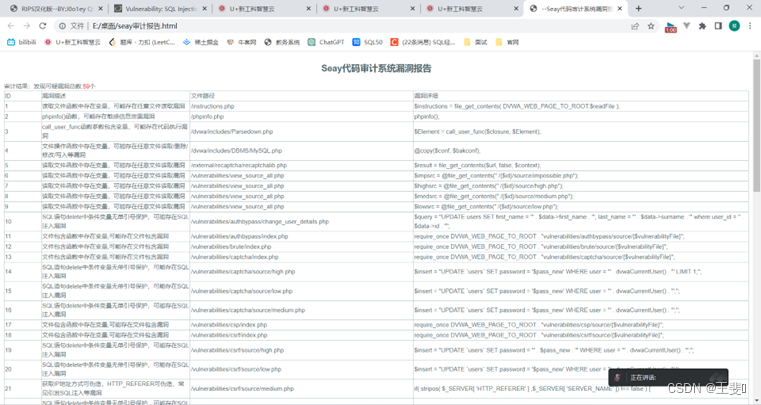 RIPS汉化版--BY:J0o1ey C
Vulnerability: SQL Injectio
U+新工科智慧云
U+新工科智慧云
U+新工科智慧云
--Seay代码审计系统漏洞报告
文件 | E:/桌面/seay审计报告.html
bilibili
U+新工科智慧云
题库 - 力扣 (LeetC...
稀土掘金
牛客网
教务系统
ChatGPT
SQL50
(22条消息) SQL经...
面试
官网
1.00
Seay代码审计系统漏洞报告
审计结果：发现可疑漏洞总数:59个
ID 漏洞描述 文件路径 漏洞详细
1 读取文件函数中存在变量，可能存在任意文件读取漏洞 /instructions.php $instructions = file_get_contents( DVWA_WEB_PAGE_TO_ROOT.$readFile );
2 phpinfo()函数，可能存在敏感信息泄露漏洞 /phpinfo.php phpinfo();
3 call_user_func函数参数包含变量，可能存在代码执行漏洞 /dvwa/includes/Parsedown.php $Element = call_user_func($closure, $Element);
4 文件操作函数中存在变量，可能存在任意文件读取/删除/修改/写入等漏洞 /dvwa/includes/DBMS/MySQL.php @copy($conf, $bakconf);
5 读取文件函数中存在变量，可能存在任意文件读取漏洞 /external/recaptcha/recaptchalib.php $result = file_get_contents($url, false, $context);
6 读取文件函数中存在变量，可能存在任意文件读取漏洞 /vulnerabilities/view_source_all.php $impsrc = @file_get_contents("./{$id}/source/impossible.php");
7 读取文件函数中存在变量，可能存在任意文件读取漏洞 /vulnerabilities/view_source_all.php $highsrc = @file_get_contents("./{$id}/source/high.php");
8 读取文件函数中存在变量，可能存在任意文件读取漏洞 /vulnerabilities/view_source_all.php $medsrc = @file_get_contents("./{$id}/source/medium.php");
9 读取文件函数中存在变量，可能存在任意文件读取漏洞 /vulnerabilities/view_source_all.php $lowsrc = @file_get_contents("./{$id}/source/low.php");
10 SQL语句delete中条件变量无单引号保护，可能存在SQL注入漏洞 /vulnerabilities/authbypass/change_user_details.php $query = "UPDATE users SET first_name = '" . $data->first_name . "', last_name = '" . $data->surname . "' where user_id = " . $data->id . "";
11 文件包含函数中存在变量,可能存在文件包含漏洞 /vulnerabilities/authbypass/index.php require_once DVWA_WEB_PAGE_TO_ROOT . "vulnerabilities/authbypass/source/{$vulnerabilityFile}";
12 文件包含函数中存在变量,可能存在文件包含漏洞 /vulnerabilities/brute/index.php require_once DVWA_WEB_PAGE_TO_ROOT . "vulnerabilities/brute/source/{$vulnerabilityFile}";
13 文件包含函数中存在变量,可能存在文件包含漏洞 /vulnerabilities/captcha/index.php require_once DVWA_WEB_PAGE_TO_ROOT . "vulnerabilities/captcha/source/{$vulnerabilityFile}";
14 SQL语句delete中条件变量无单引号保护，可能存在SQL注入漏洞 /vulnerabilities/captcha/source/high.php $insert = "UPDATE `users` SET password = '$pass_new' WHERE user = '" . dvwaCurrentUser() . "' LIMIT 1;";
15 SQL语句delete中条件变量无单引号保护，可能存在SQL注入漏洞 /vulnerabilities/captcha/source/low.php $insert = "UPDATE `users` SET password = '$pass_new' WHERE user = '" . dvwaCurrentUser() . "';";
16 SQL语句delete中条件变量无单引号保护，可能存在SQL注入漏洞 /vulnerabilities/captcha/source/medium.php $insert = "UPDATE `users` SET password = '$pass_new' WHERE user = '" . dvwaCurrentUser() . "';";
17 文件包含函数中存在变量,可能存在文件包含漏洞 /vulnerabilities/csp/index.php require_once DVWA_WEB_PAGE_TO_ROOT . "vulnerabilities/csp/source/{$vulnerabilityFile}";
18 文件包含函数中存在变量,可能存在文件包含漏洞 /vulnerabilities/csrf/index.php require_once DVWA_WEB_PAGE_TO_ROOT . "vulnerabilities/csrf/source/{$vulnerabilityFile}";
19 SQL语句delete中条件变量无单引号保护，可能存在SQL注入漏洞 /vulnerabilities/csrf/source/high.php $insert = "UPDATE `users` SET password = '" . $pass_new . "' WHERE user = '" . dvwaCurrentUser() . "';";
20 SQL语句delete中条件变量无单引号保护，可能存在SQL注入漏洞 /vulnerabilities/csrf/source/low.php $insert = "UPDATE `users` SET password = '$pass_new' WHERE user = '" . dvwaCurrentUser() . "';";
21 获取IP地址方式可伪造，HTTP_REFERER可伪造，常见引发SQL注入等漏洞 /vulnerabilities/csrf/source/medium.php if( stripos( $_SERVER[ 'HTTP_REFERER' ] ,$_SERVER[ 'SERVER_NAME' ]) !== false ) {
SQL语句delete中条件变量无单引号保护，可能存在SQL
正在讲话:
CSDN @王斐